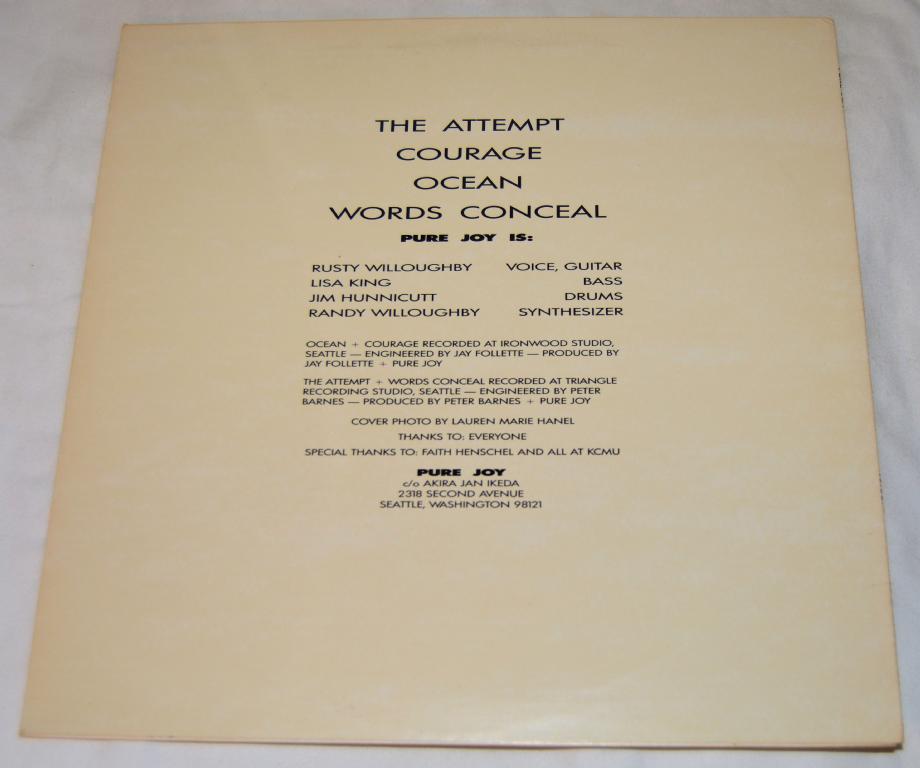 THE ATTEMPT
COURAGE
OCEAN
WORDS CONCEAL
PURE JOY IS:
RUSTY WILLOUGHBY VOICE, GUITAR
LISA KING BASS
JIM HUNNICUTT DRUMS
RANDY WILLOUGHBY SYNTHESIZER
OCEAN + COURAGE RECORDED AT IRONWOOD STUDIO,
SEATTLE — ENGINEERED BY JAY FOLLETTE — PRODUCED BY
JAY FOLLETTE + PURE JOY
THE ATTEMPT + WORDS CONCEAL RECORDED AT TRIANGLE
RECORDING STUDIO, SEATTLE — ENGINEERED BY PETER
BARNES — PRODUCED BY PETER BARNES + PURE JOY
COVER PHOTO BY LAUREN MARIE HANEL
THANKS TO: EVERYONE
SPECIAL THANKS TO: FAITH HENSCHEL AND ALL AT KCMU
PURE JOY
c/o AKIRA JAN IKEDA
2318 SECOND AVENUE
SEATTLE, WASHINGTON 98121